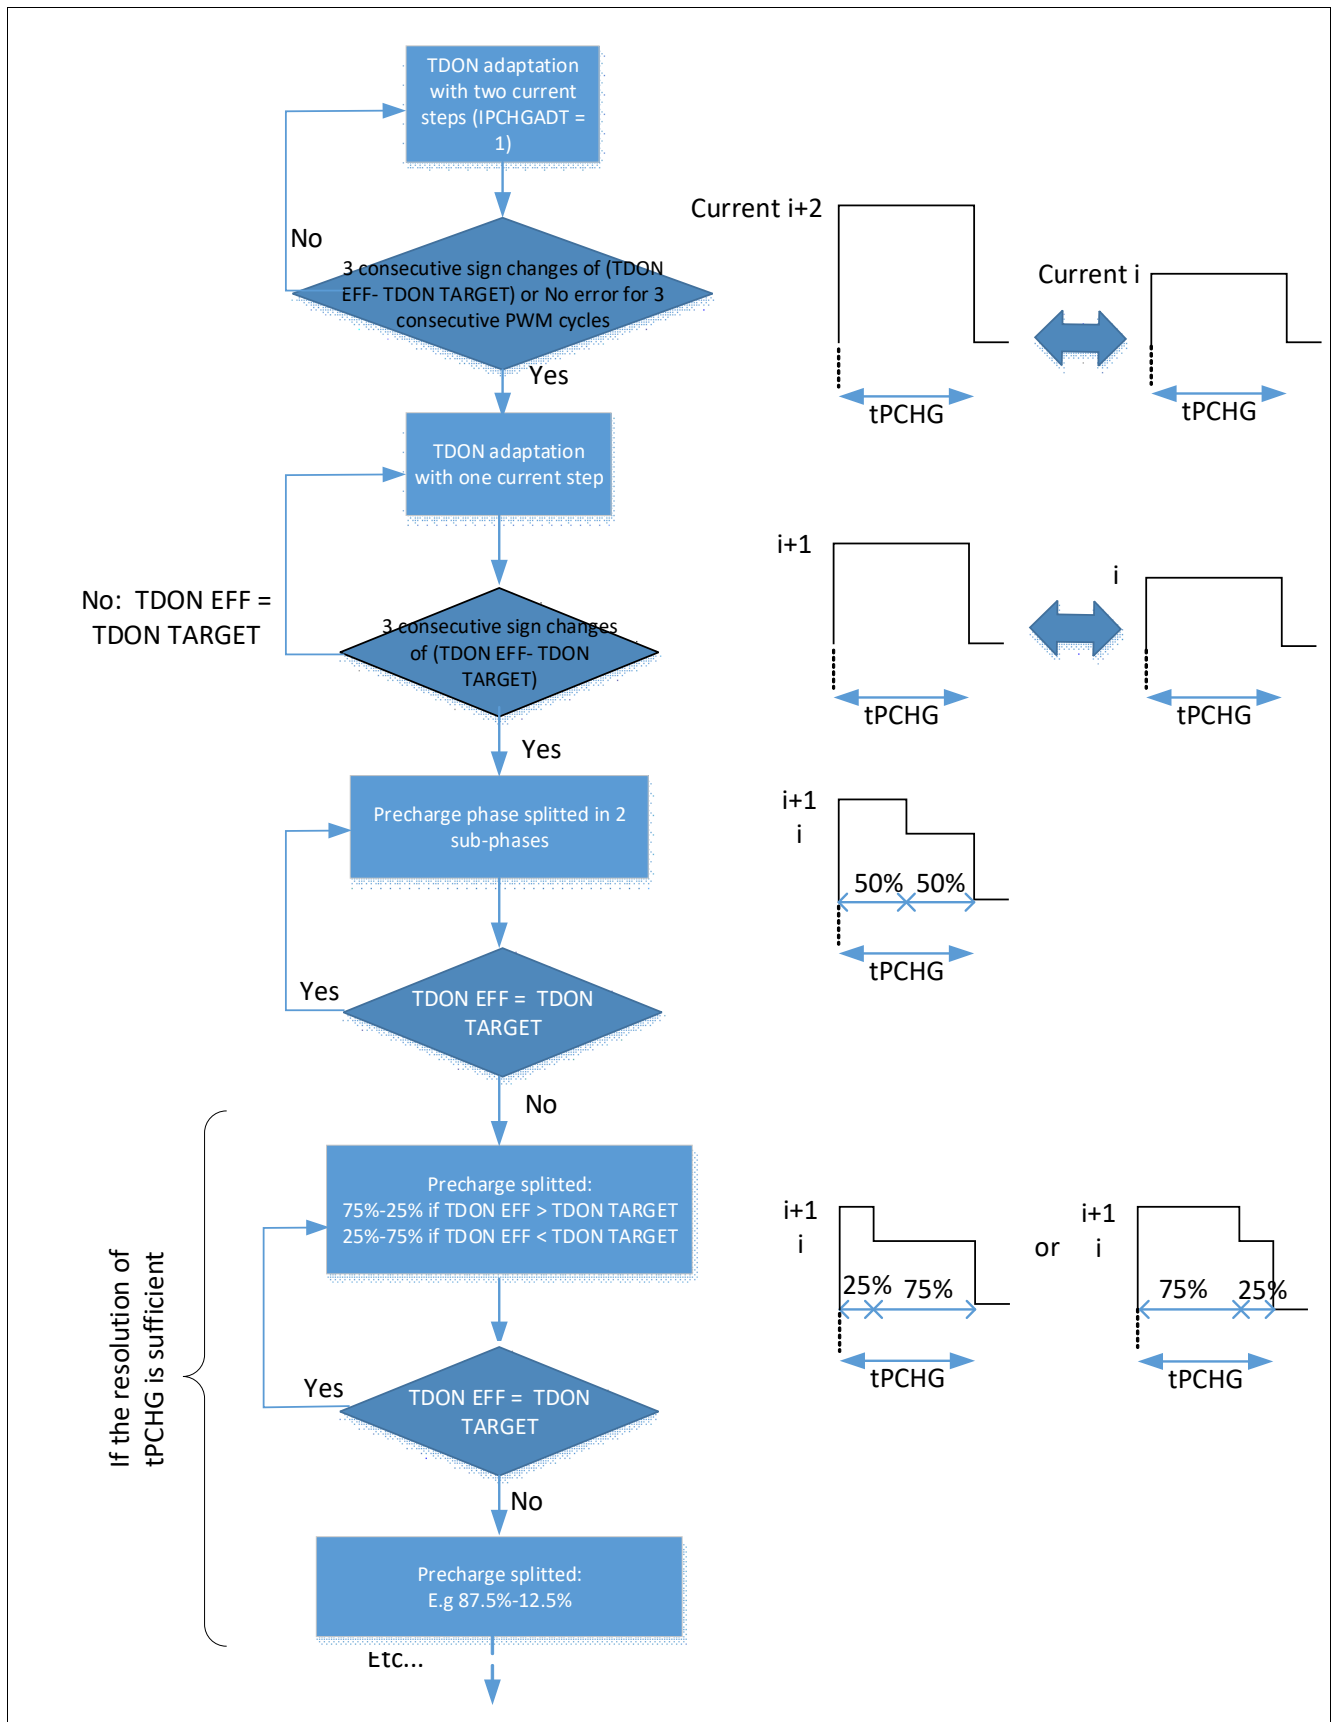 TDON adaptation
with two current
steps (IPCHGADT =
1)
No
3 consecutive sign changes of (TDON
EFF- TDON TARGET) or No error for 3
consecutive PWM cycles
Yes
Current i+2
Current i
tPCHG
tPCHG
TDON adaptation
with one current step
No: TDON EFF =
TDON TARGET
3 consecutive sign changes
of (TDON EFF- TDON
TARGET)
Yes
i+1
i
tPCHG
tPCHG
Precharge phase splitted in 2
sub-phases
i+1
i
50%
50%
tPCHG
Yes
TDON EFF = TDON
TARGET
No
If the resolution of
tPCHG is sufficient
Precharge splitted:
75%-25% if TDON EFF > TDON TARGET
25%-75% if TDON EFF < TDON TARGET
i+1
i
25%
75%
tPCHG
or
i+1
i
75%
25%
tPCHG
Yes
TDON EFF = TDON
TARGET
No
Precharge splitted:
E.g 87.5%-12.5%
Etc...